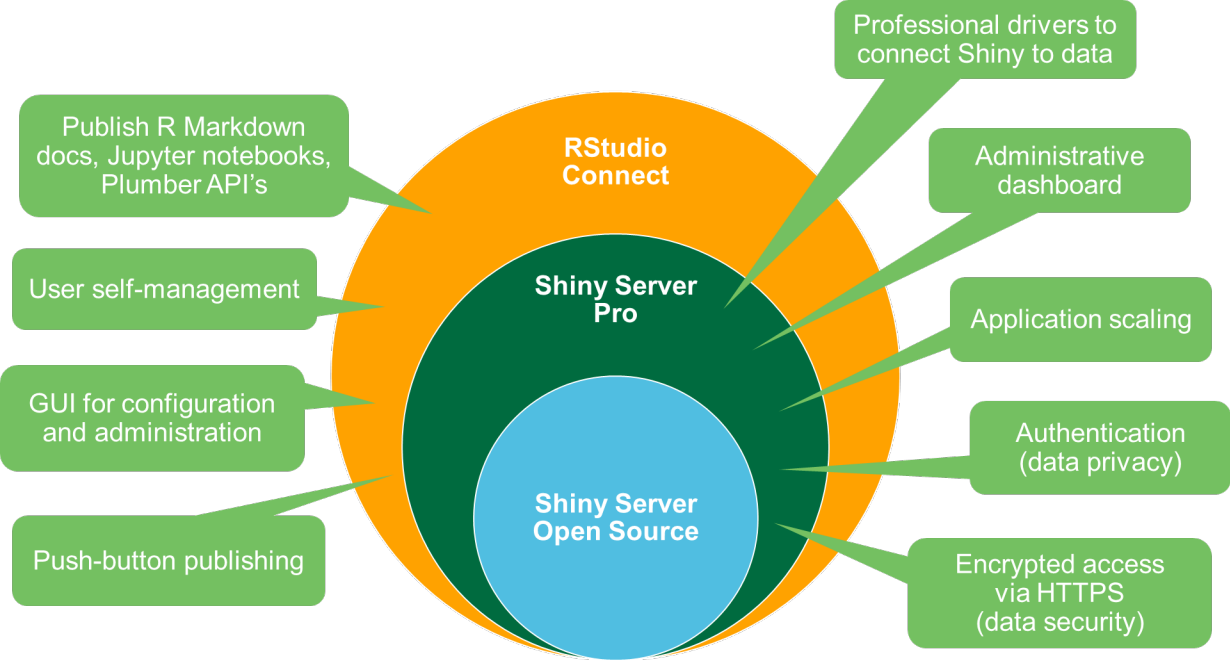 Professional drivers to
connect Shiny to data
Publish R Markdown
docs, Jupyter notebooks,
Plumber API’s
RStudio
Connect
Administrative
dashboard
User self-management
Shiny Server
Pro
Application scaling
GUI for configuration
and administration
Authentication
(data privacy)
Shiny Server
Open Source
Push-button publishing
Encrypted access
via HTTPS
(data security)